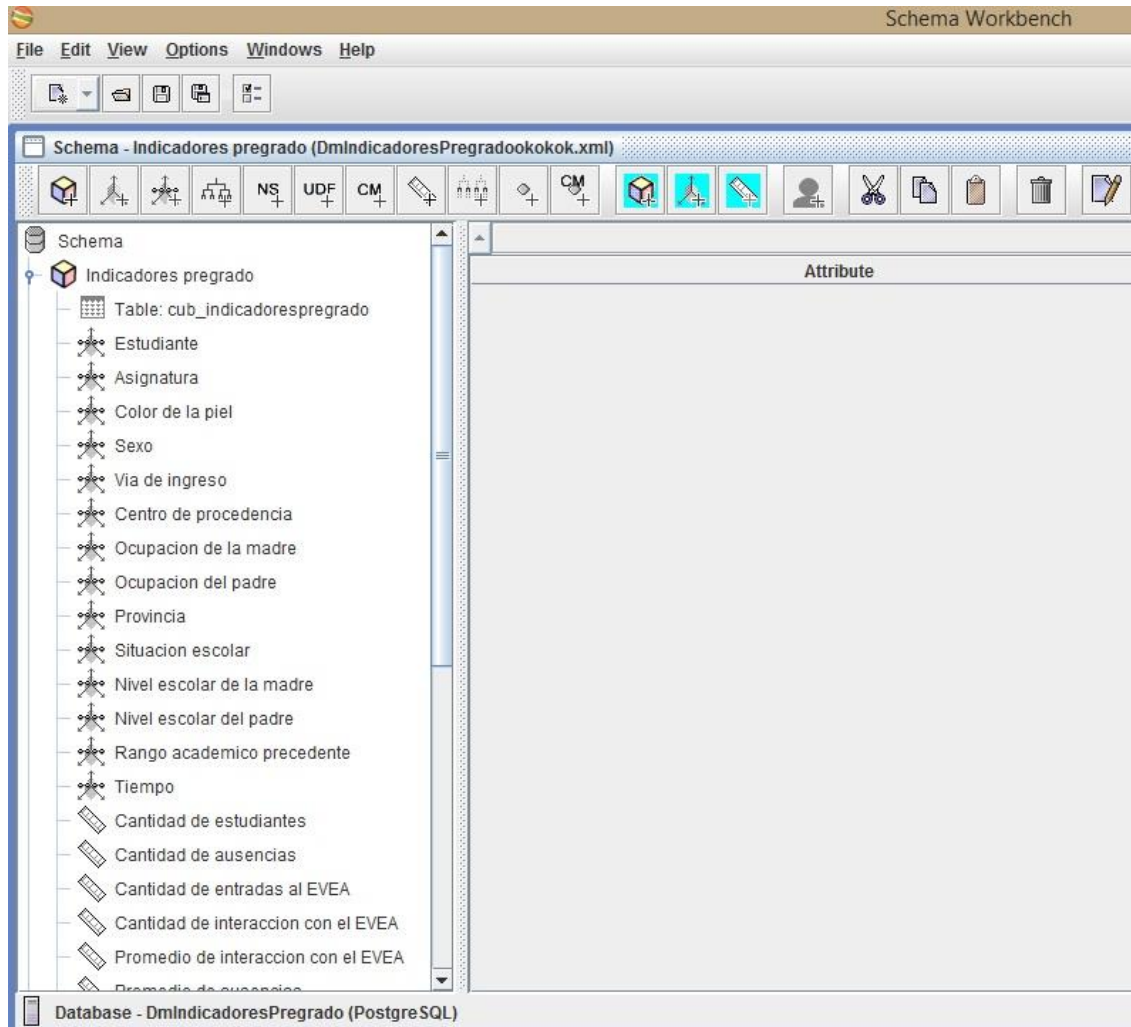 Schema Workbench
File Edit View Options Windows Help
Schema - Indicadores pregrado (DmIndicadoresPregradookokok.xml)
NS UDF CM CM
Schema
Attribute
Indicadores pregrado
Table: cub_indicadorespregrado
Estudiante
Asignatura
Color de la piel
Sexo
Via de ingreso
Centro de procedencia
Ocupacion de la madre
Ocupacion del padre
Provincia
Situacion escolar
Nivel escolar de la madre
Nivel escolar del padre
Rango academico precedente
Tiempo
Cantidad de estudiantes
Cantidad de ausencias
Cantidad de entradas al EVEA
Cantidad de interaccion con el EVEA
Promedio de interaccion con el EVEA
Promedio de ausencias
Database - DmIndicadoresPregrado (PostgreSQL)